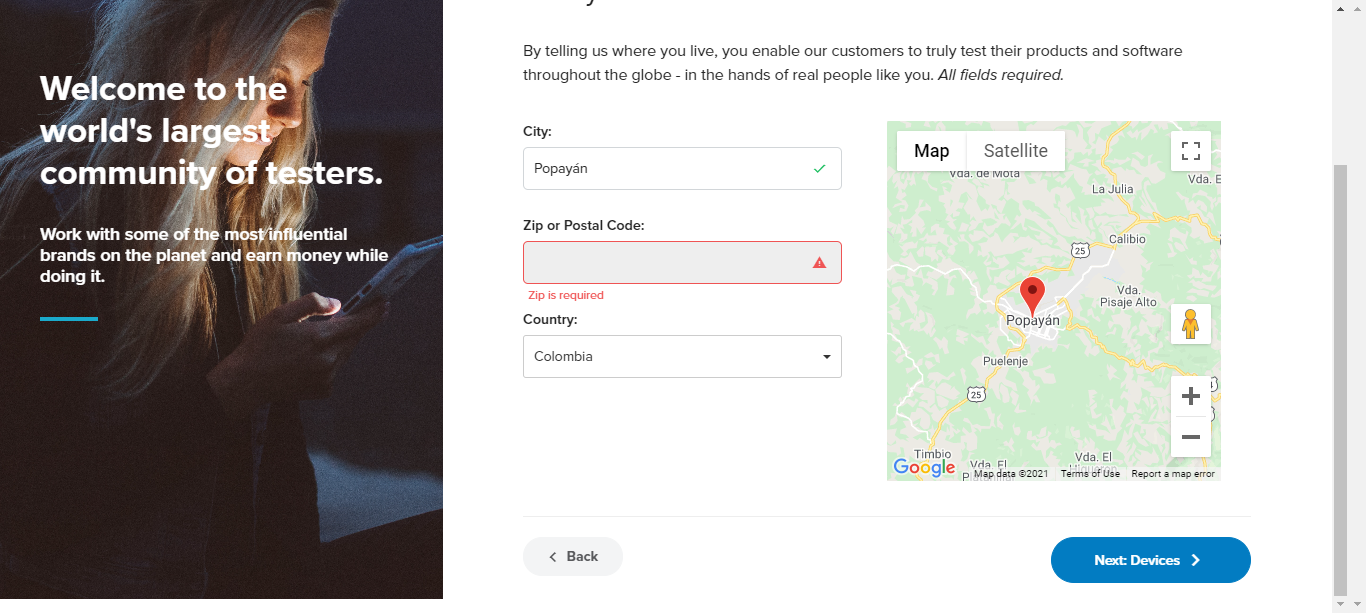 Welcome to the
world's largest
community of testers.
Work with some of the most influential
brands on the planet and earn money while
doing it.
By telling us where you live, you enable our customers to truly test their products and software
throughout the globe - in the hands of real people like you. All fields required.
City:
Popayán
Zip or Postal Code:
Zip is required
Country:
Colombia
Map
Satellite
Vda. de Mota
La Julia
Vda. E
25
Calibio
Vda.
Pisaje Alto
Popayán
Puelenje
25
Timbio
Vda. El
Vda. El
Google
Map data ©2021
Terms of Use
Report a map error
Back
Next: Devices